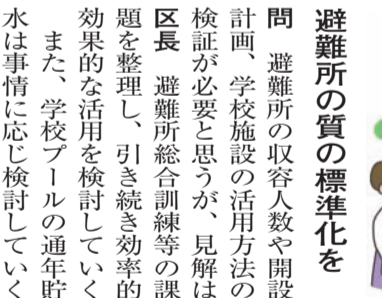 避難所の質の標準化を
問　避難所の収容人数や開設
計画、学校施設の活用方法の
検証が必要と思うが、見解は
区長　避難所総合訓練等の課
題を整理し、引き続き効率的
効果的な活用を検討していく
　また、学校プールの通年貯
水は事情に応じ検討していく